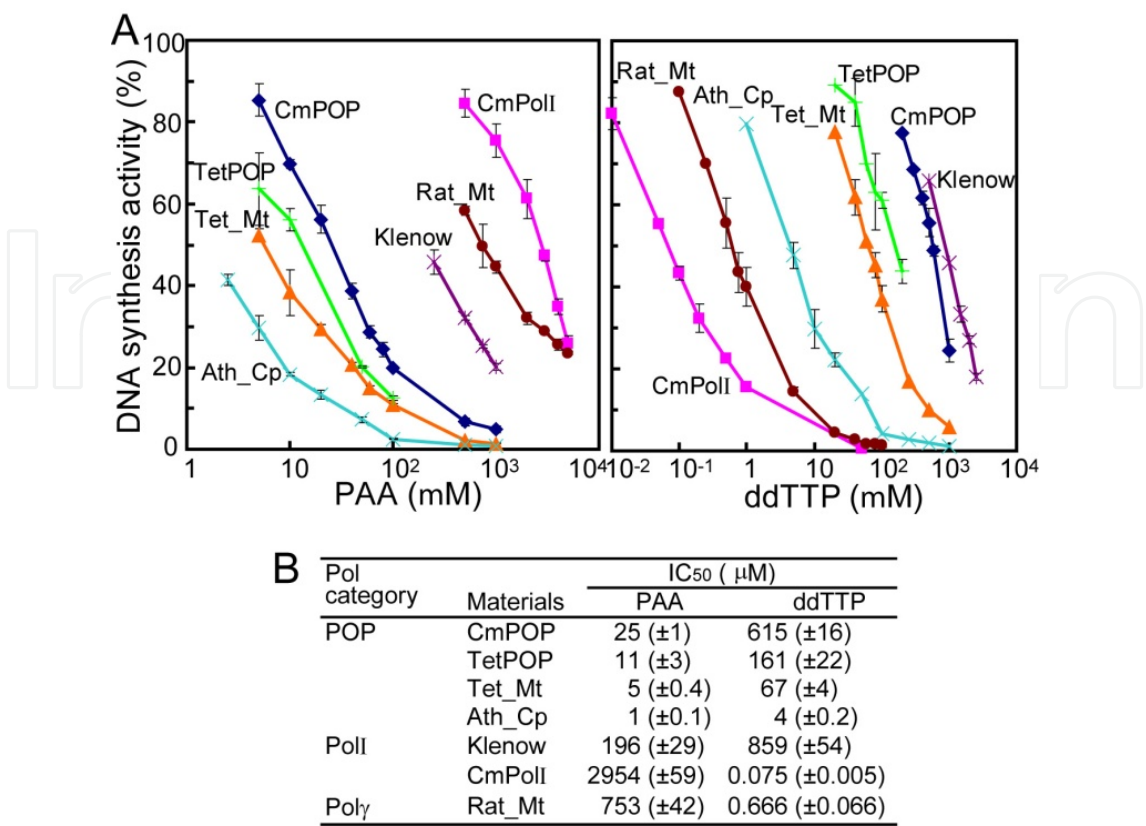 A
DNA synthesis activity (%)
100
80
60
40
20
0
CmPOP
TetPOP
Tet_Mt
Ath_Cp
CmPolI
Rat_Mt
Klenow
1 10 10² 10³ 10⁴
PAA (mM)
Rat_Mt
Ath_Cp
TetPOP
Tet_Mt
CmPOP
Klenow
CmPolI
10⁻² 10⁻¹ 1 10 10² 10³ 10⁴
ddTTP (mM)
B
Pol category Materials IC₅₀ ( μM)
PAA ddTTP
POP CmPOP 25 (±1) 615 (±16)
TetPOP 11 (±3) 161 (±22)
Tet_Mt 5 (±0.4) 67 (±4)
Ath_Cp 1 (±0.1) 4 (±0.2)
PolI Klenow 196 (±29) 859 (±54)
CmPolI 2954 (±59) 0.075 (±0.005)
Polγ Rat_Mt 753 (±42) 0.666 (±0.066)